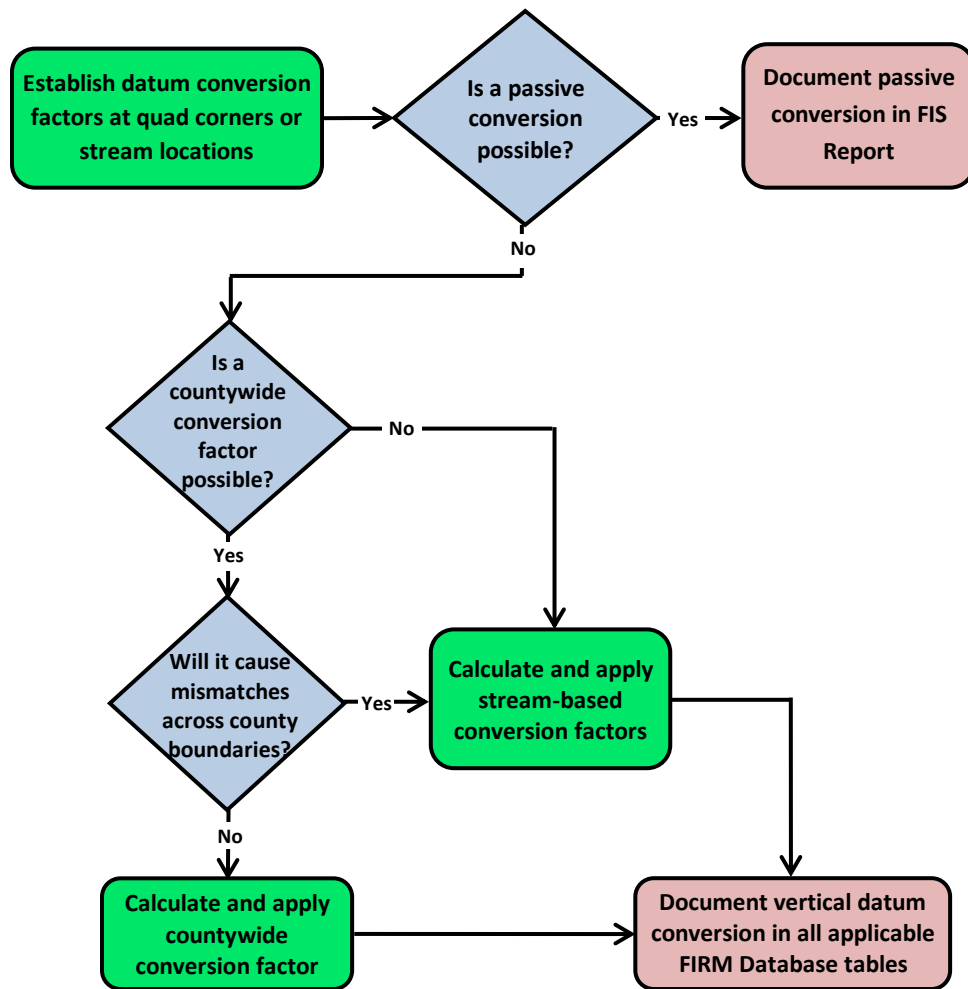 Establish datum conversion
factors at quad corners or
stream locations
Is a passive
conversion
possible?
Yes
Document passive
conversion in FIS
Report
No
Is a
countywide
conversion
factor
possible?
No
Yes
Will it cause
mismatches
across county
boundaries?
Yes
Calculate and apply
stream-based
conversion factors
No
Calculate and apply
countywide
conversion factor
Document vertical datum
conversion in all applicable
FIRM Database tables